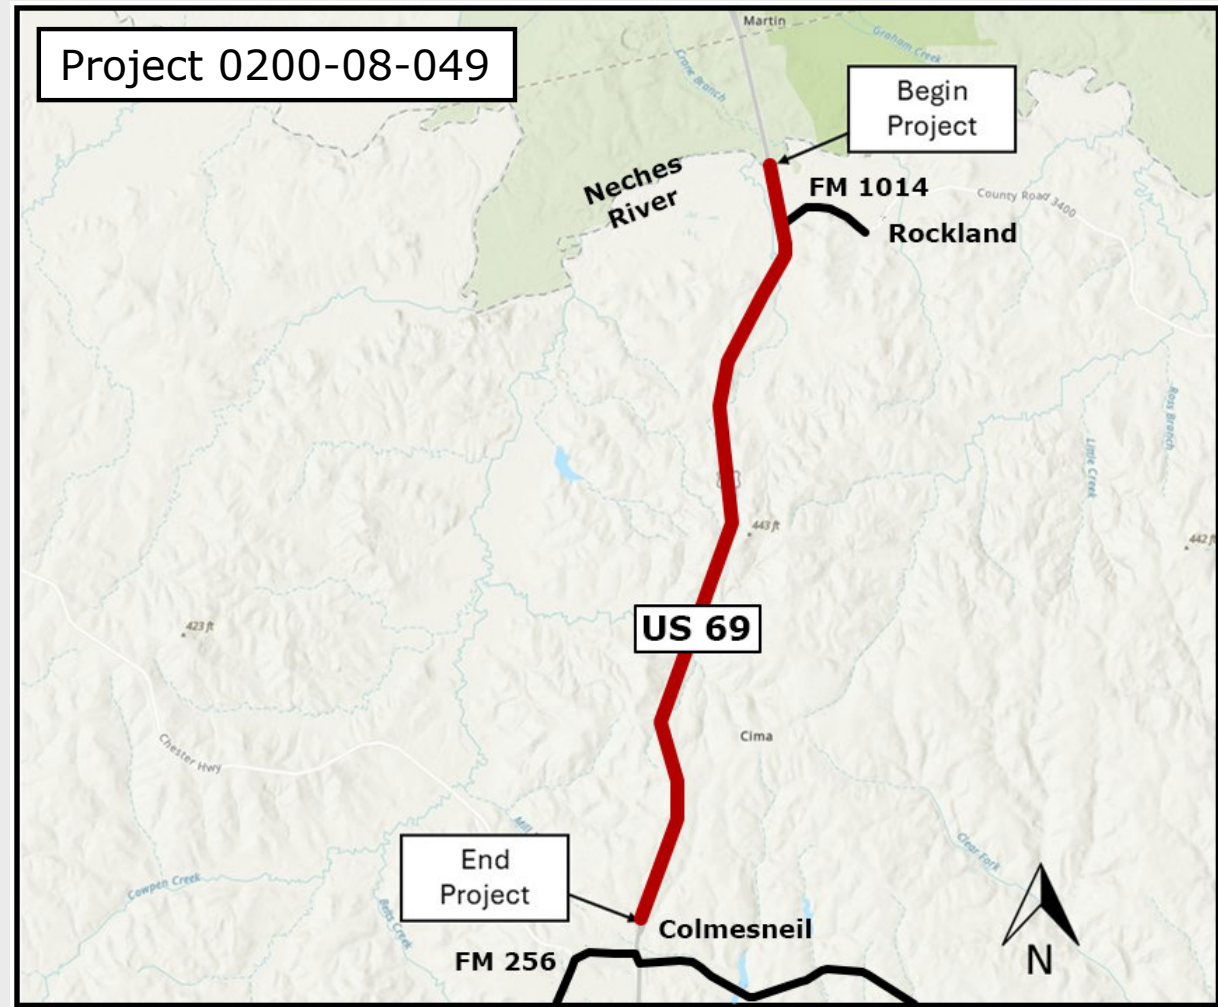 Project 0200-08-049
Martin
Graham Creek
Crane Branch
Begin
Project
Neches
River
FM 1014
County Road 3400
Rockland
Ross Branch
Little Creek
443 ft
442 ft
423 ft
US 69
Cima
Chester Hwy
Mill
End
Project
Clear Fork
Cowpen Creek
Belts Creek
Colmesneil
FM 256
N